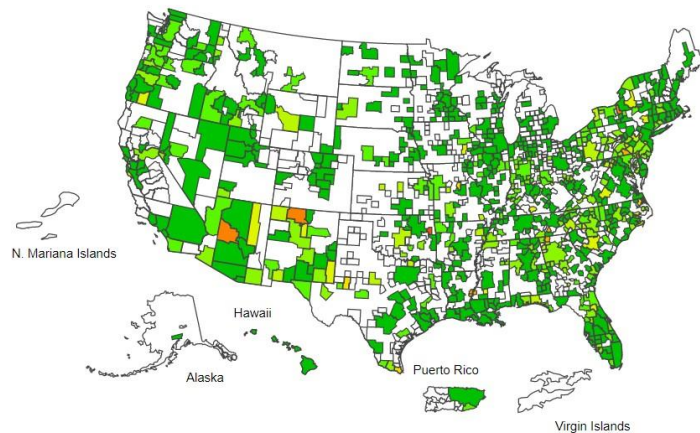 N. Mariana Islands
Hawaii
Alaska
Puerto Rico
Virgin Islands